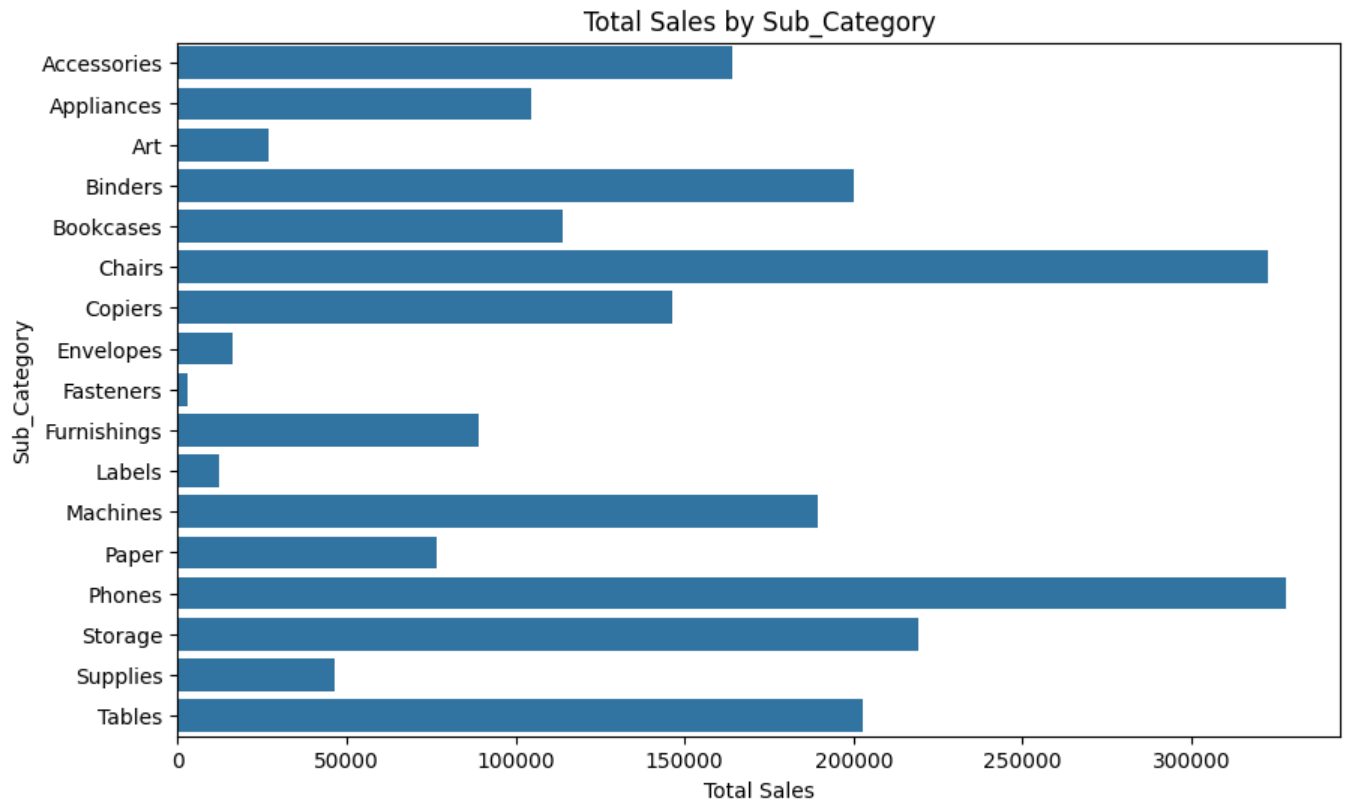 Total Sales by Sub_Category
Sub_Category
Accessories
Appliances
Art
Binders
Bookcases
Chairs
Copiers
Envelopes
Fasteners
Furnishings
Labels
Machines
Paper
Phones
Storage
Supplies
Tables
0 50000 100000 150000 200000 250000 300000
Total Sales